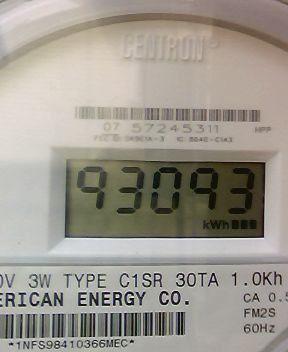 CENTRON®
07 57245311 HPP
93093
kWh
0V 3W TYPE C1SR 30TA 1.0Kh
ERICAN ENERGY CO. CA 0.5
FM2S
60Hz
*1NFS98410366MEC*